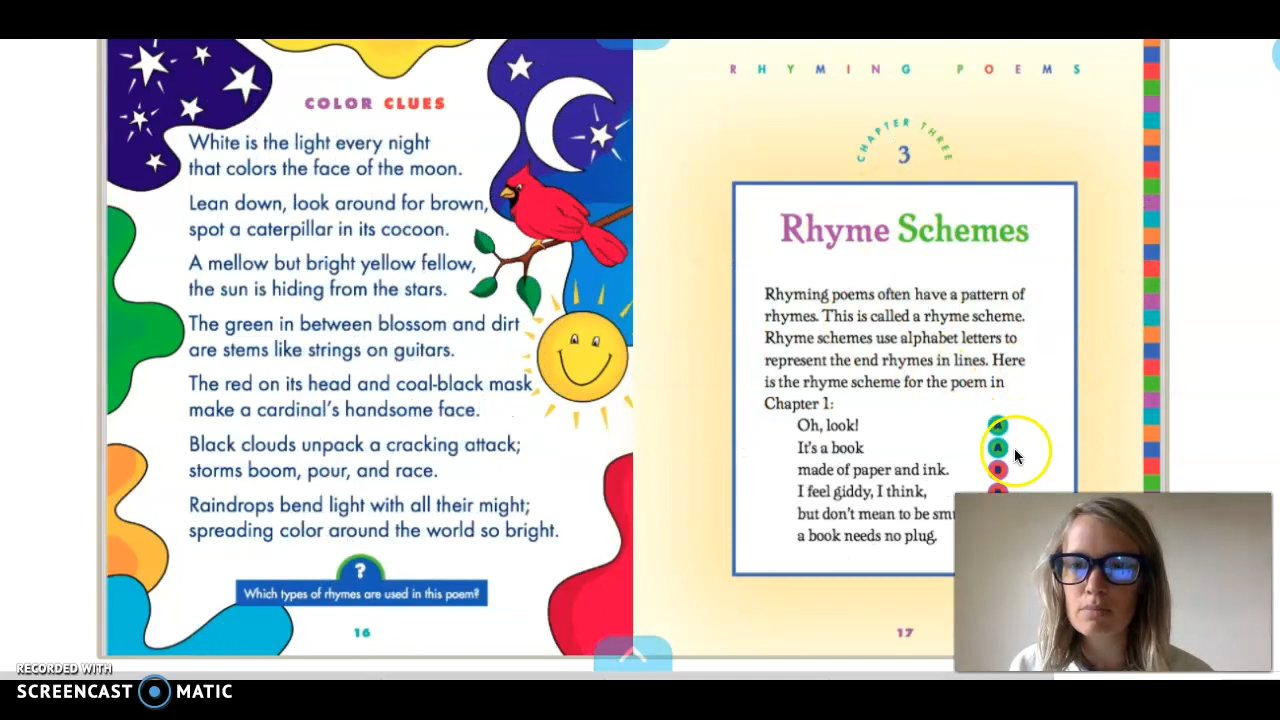 COLOR CLUES
White is the light every night
that colors the face of the moon.
Lean down, look around for brown,
spot a caterpillar in its cocoon.
A mellow but bright yellow fellow,
the sun is hiding from the stars.
The green in between blossom and dirt
are stems like strings on guitars.
The red on its head and coal-black mask
make a cardinal's handsome face.
Black clouds unpack a cracking attack;
storms boom, pour, and race.
Raindrops bend light with all their might;
spreading color around the world so bright.
?
Which types of rhymes are used in this poem?
16
RHYMING POEMS
CHAPTER THREE
3
Rhyme Schemes
Rhyming poems often have a pattern of
rhymes. This is called a rhyme scheme.
Rhyme schemes use alphabet letters to
represent the end rhymes in lines. Here
is the rhyme scheme for the poem in
Chapter 1:
Oh, look! A
It's a book A
made of paper and ink. B
I feel giddy, I think,
but don't mean to be
a book needs no plug.
17
RECORDED WITH
SCREENCAST MATIC